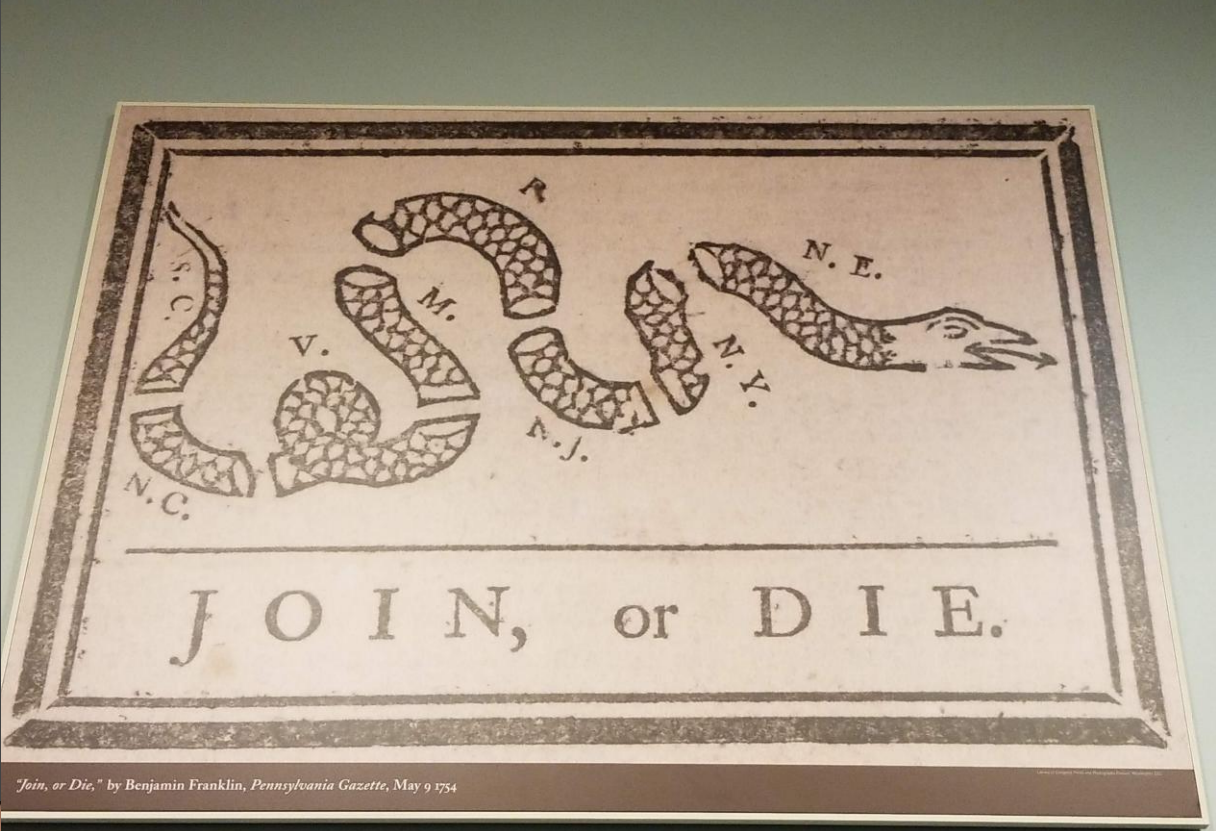 R
N. E.
S. C.
M.
V.
N. Y.
N. J.
N. C.
JOIN, or DIE.
"Join, or Die," by Benjamin Franklin, Pennsylvania Gazette, May 9 1754